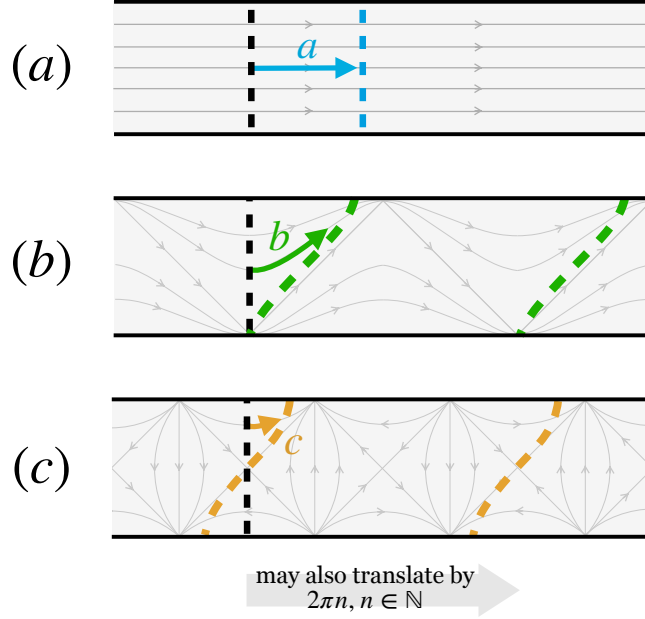 (a)
a
(b)
b
(c)
c
may also translate by
2πn, n ∈ ℕ